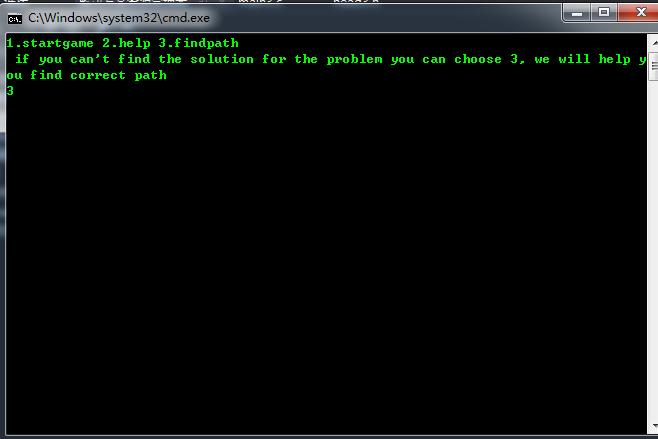 C:\Windows\system32\cmd.exe
1.startgame 2.help 3.findpath
 if you can't find the solution for the problem you can choose 3, we will help y
ou find correct path
3